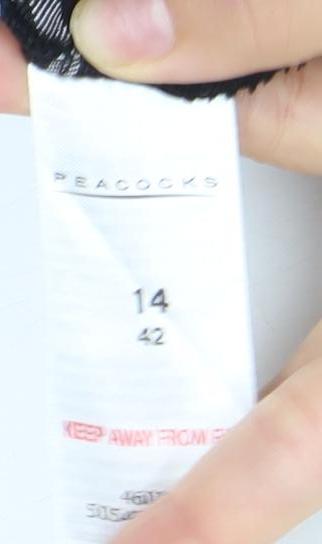 PEACOCKS
14
42
KEEP AWAY FROM